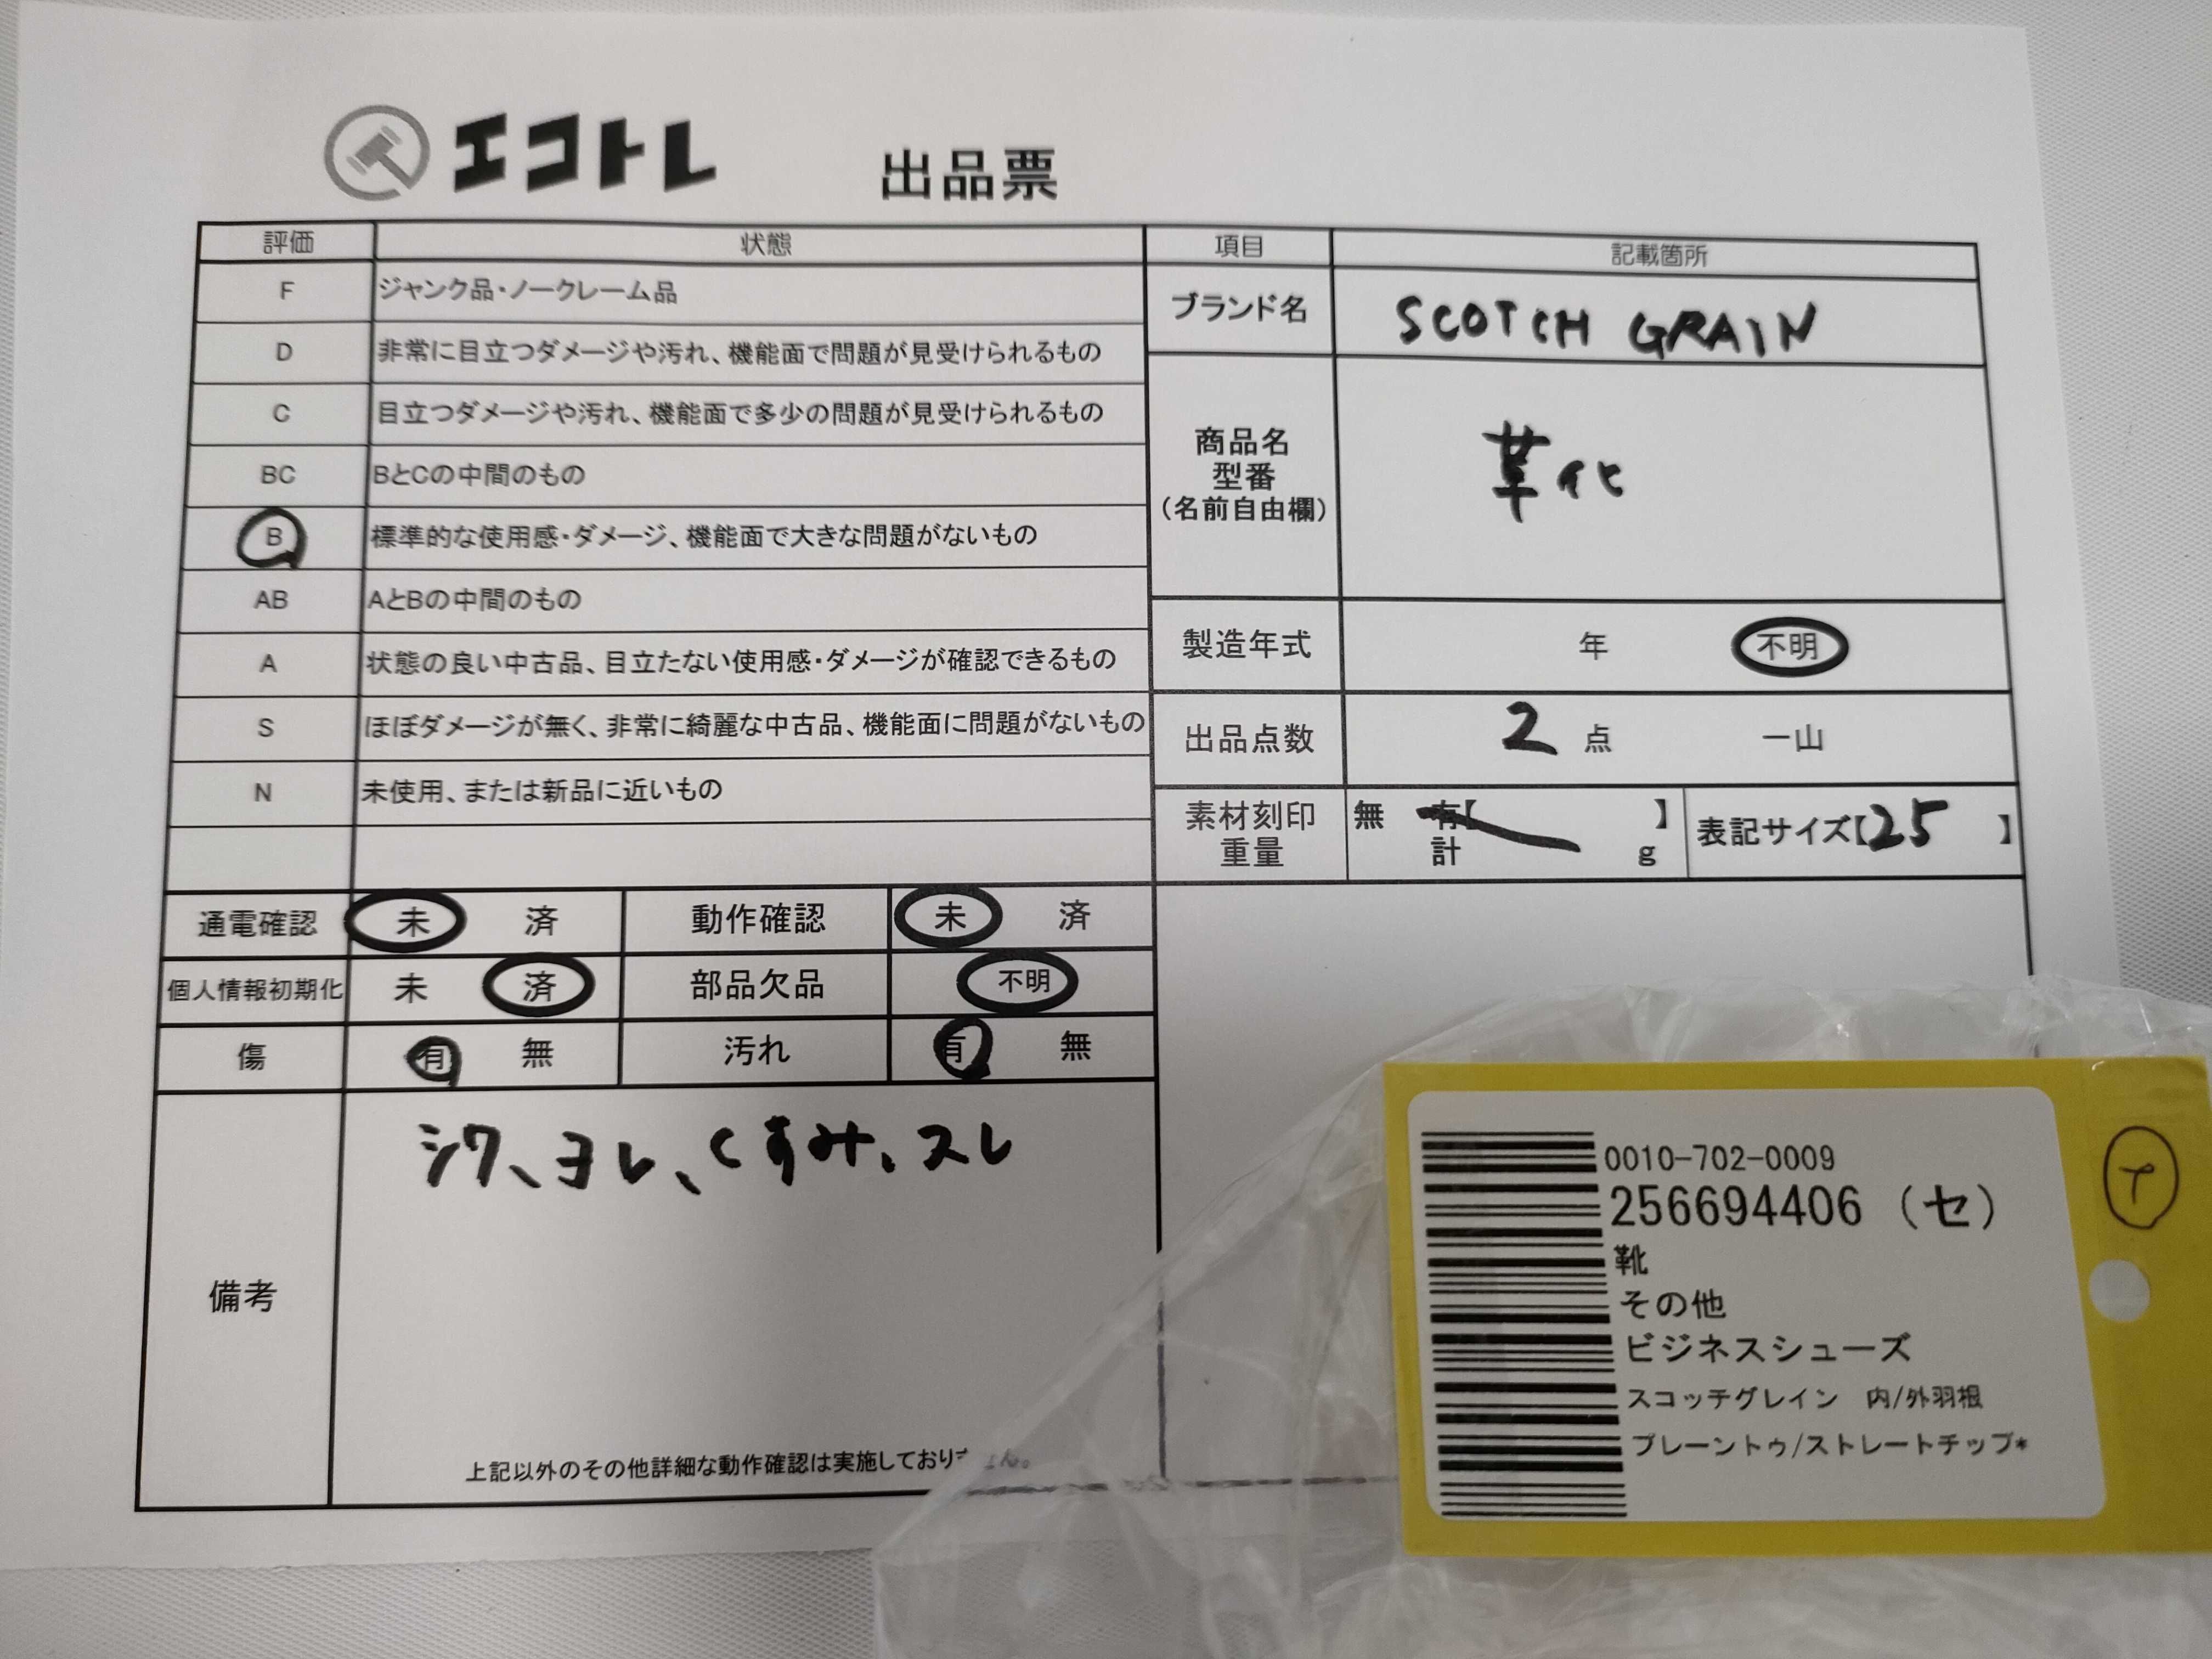 エコトレ 出品票
評価 状態 項目 記載箇所
F ジャンク品・ノークレーム品
D 非常に目立つダメージや汚れ、機能面で問題が見受けられるもの
C 目立つダメージや汚れ、機能面で多少の問題が見受けられるもの
BC BとCの中間のもの
B 標準的な使用感・ダメージ、機能面で大きな問題がないもの
AB AとBの中間のもの
A 状態の良い中古品、目立たない使用感・ダメージが確認できるもの
S ほぼダメージが無く、非常に綺麗な中古品、機能面に問題がないもの
N 未使用、または新品に近いもの
ブランド名 SCOTCH GRAIN
商品名
型番
(名前自由欄)
革化
製造年式 年 不明
出品点数 2 点 一山
素材刻印 無 有【 】
重量 計 g
表記サイズ【25 】
通電確認 未 済 動作確認 未 済
個人情報初期化 未 済 部品欠品 不明
傷 有 無 汚れ 有 無
備考
シワ、ヨレ、くすみ、スレ
上記以外のその他詳細な動作確認は実施しており
0010-702-0009
256694406 (セ)
靴
その他
ビジネスシューズ
スコッチグレイン 内/外羽根
プレーントゥ/ストレートチップ*